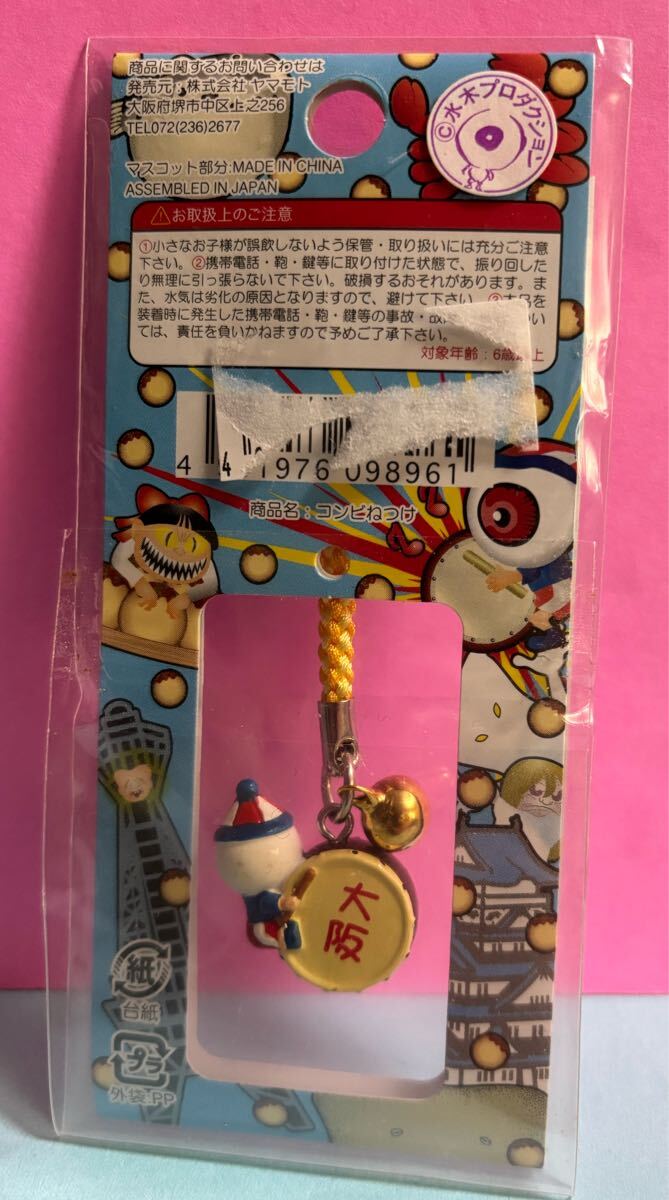 商品に関するお問い合わせは
発売元：株式会社 ヤマモト
大阪府堺市中区上之256
TEL072(236)2677
©水木プロダクション
マスコット部分:MADE IN CHINA
ASSEMBLED IN JAPAN
⚠お取扱上のご注意
①小さなお子様が誤飲しないよう保管・取り扱いには充分ご注意
下さい。②携帯電話・鞄・鍵等に取り付けた状態で、振り回した
り無理に引っ張らないで下さい。破損するおそれがあります。ま
た、水気は劣化の原因となりますので、避けて下さい。③本品を
装着時に発生した携帯電話・鞄・鍵等の事故・故
ては、責任を負いかねますので予めご了承下さい。
対象年齢：6歳以上
4
4 1976 098961
商品名：コンビねつけ
大阪
紙
台紙
プラ
外袋:PP